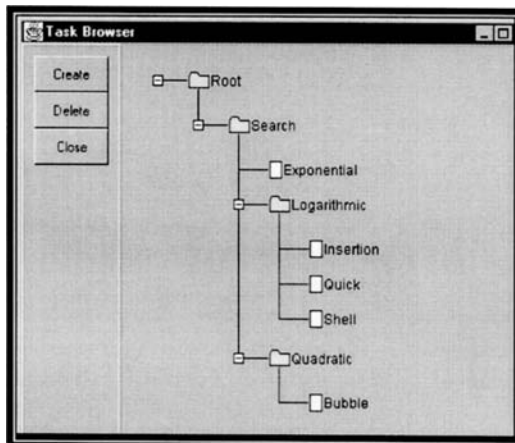 Task Browser
Create
Delete
Close
Root
Search
Exponential
Logarithmic
Insertion
Quick
Shell
Quadratic
Bubble